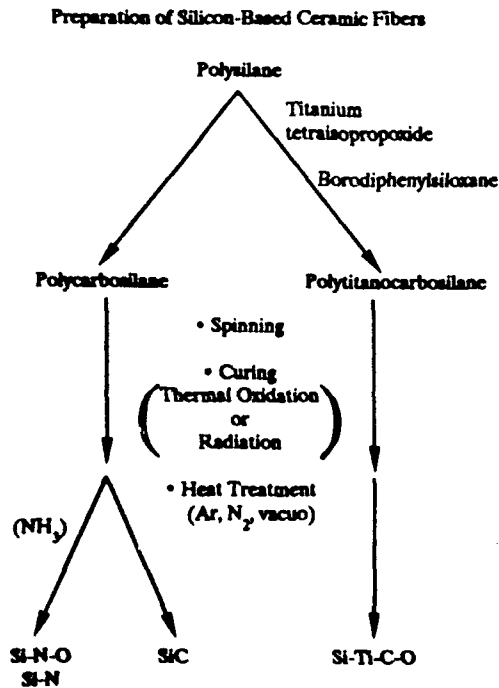 Preparation of Silicon-Based Ceramic Fibers
Polysilane
Titanium
tetraisopropoxide
Borodiphenylsiloxane
Polycarbosilane
Polytitanocarbosilane
• Spinning
• Curing
(Thermal Oxidation
or
Radiation)
• Heat Treatment
(Ar, N₂, vacuo)
(NH₃)
Si-N-O
Si-N
SiC
Si-Ti-C-O